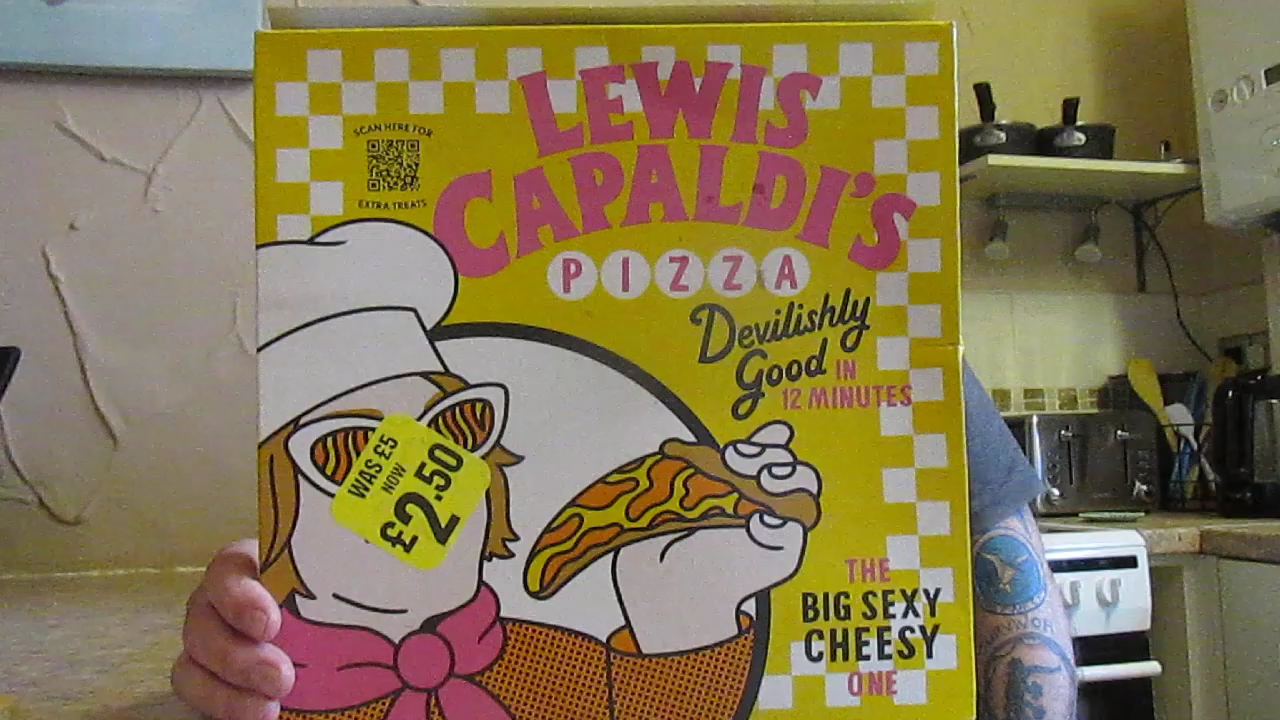 SCAN HERE FOR
EXTRA TREATS
LEWIS
CAPALDI'S
PIZZA
Devilishly
Good IN
12 MINUTES
WAS £5
NOW
£2.50
THE
BIG SEXY
CHEESY
ONE